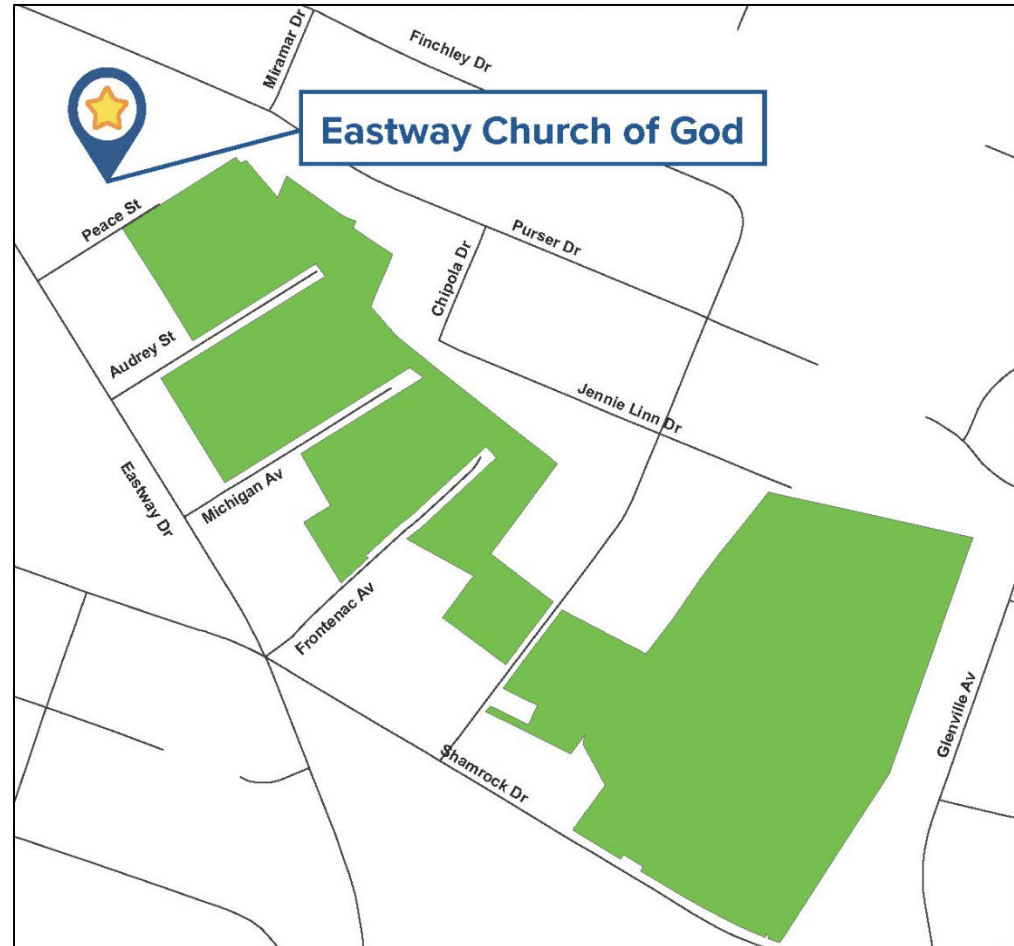 Miramar Dr
Finchley Dr
Eastway Church of God
Peace St
Purser Dr
Chipola Dr
Audrey St
Jennie Linn Dr
Eastway Dr
Michigan Av
Frontenac Av
Glenville Av
Shamrock Dr